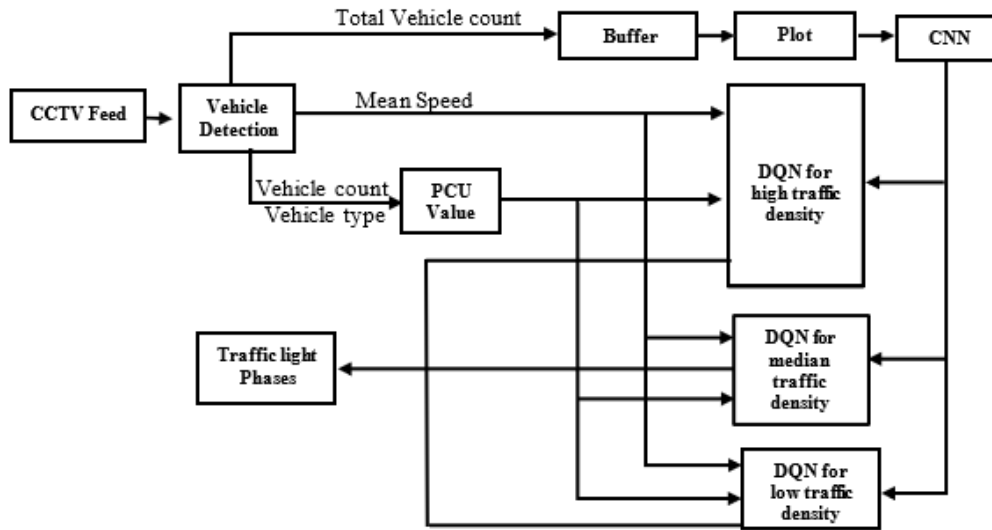 Total Vehicle count
Buffer
Plot
CNN
CCTV Feed
Vehicle
Detection
Mean Speed
Vehicle count
Vehicle type
PCU
Value
DQN for
high traffic
density
Traffic light
Phases
DQN for
median
traffic
density
DQN for
low traffic
density